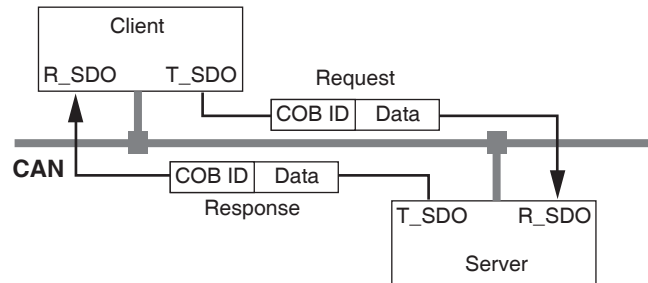 Client
R_SDO T_SDO
Request
COB ID Data
CAN
COB ID Data
Response
T_SDO R_SDO
Server